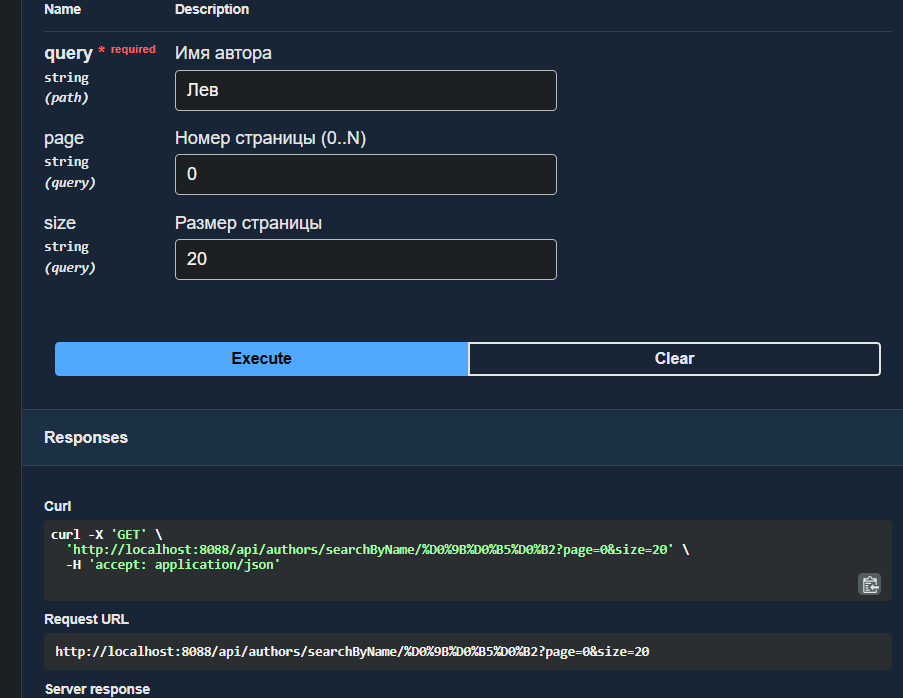 Name Description
query * required Имя автора
string
(path)
Лев
page Номер страницы (0..N)
string
(query)
0
size Размер страницы
string
(query)
20
Execute Clear
Responses
Curl
curl -X 'GET' \
'http://localhost:8088/api/authors/searchByName/%D0%9B%D0%B5%D0%B2?page=0&size=20' \
-H 'accept: application/json'
Request URL
http://localhost:8088/api/authors/searchByName/%D0%9B%D0%B5%D0%B2?page=0&size=20
Server response